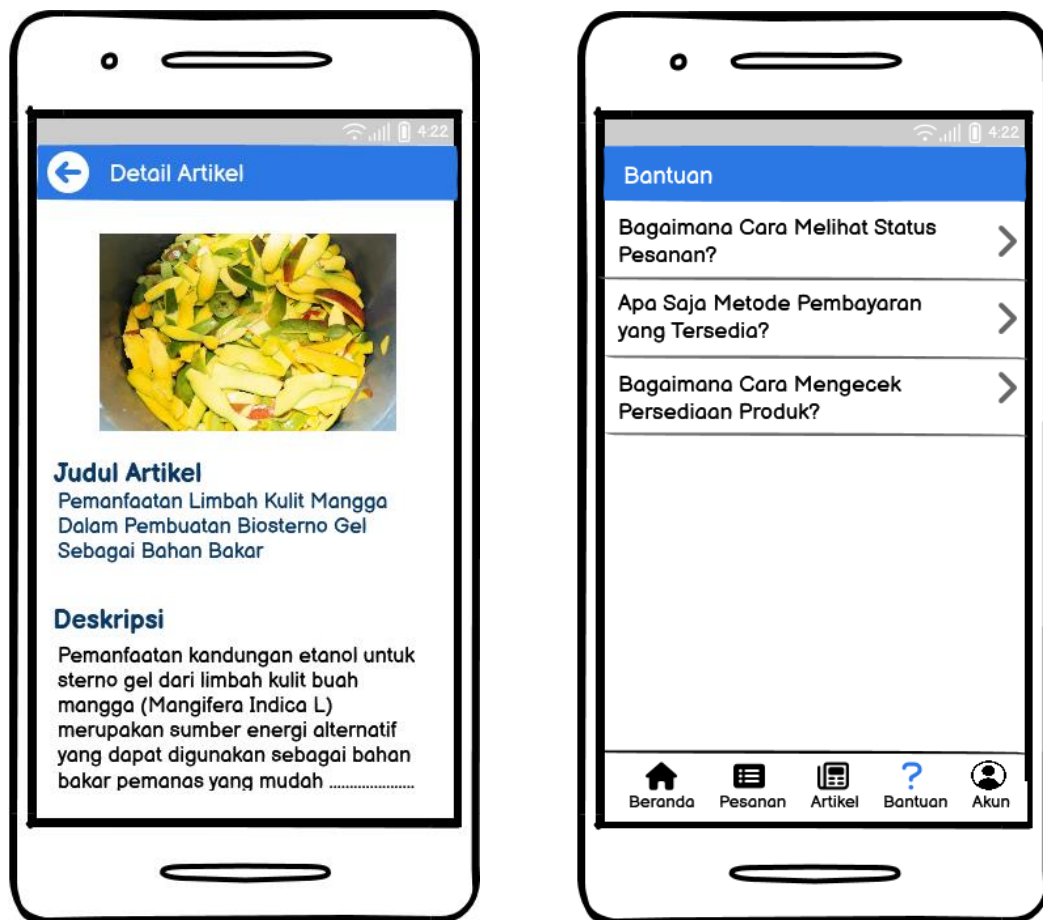 4:22
Detail Artikel
Judul Artikel
Pemanfaatan Limbah Kulit Mangga
Dalam Pembuatan Biosterno Gel
Sebagai Bahan Bakar
Deskripsi
Pemanfaatan kandungan etanol untuk
sterno gel dari limbah kulit buah
mangga (Mangifera Indica L)
merupakan sumber energi alternatif
yang dapat digunakan sebagai bahan
bakar pemanas yang mudah ......................
4:22
Bantuan
Bagaimana Cara Melihat Status
Pesanan?
Apa Saja Metode Pembayaran
yang Tersedia?
Bagaimana Cara Mengecek
Persediaan Produk?
Beranda Pesanan Artikel Bantuan Akun